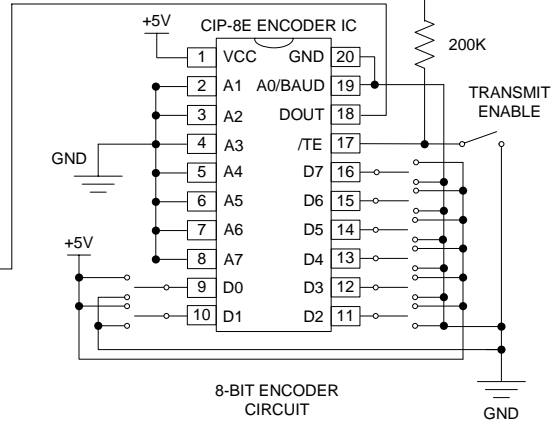 +5V
CIP-8E ENCODER IC
200K
1 VCC GND 20
2 A1 A0/BAUD 19
TRANSMIT
ENABLE
3 A2 DOUT 18
4 A3 /TE 17
GND
5 A4 D7 16
6 A5 D6 15
7 A6 D5 14
+5V
8 A7 D4 13
9 D0 D3 12
10 D1 D2 11
8-BIT ENCODER
CIRCUIT
GND